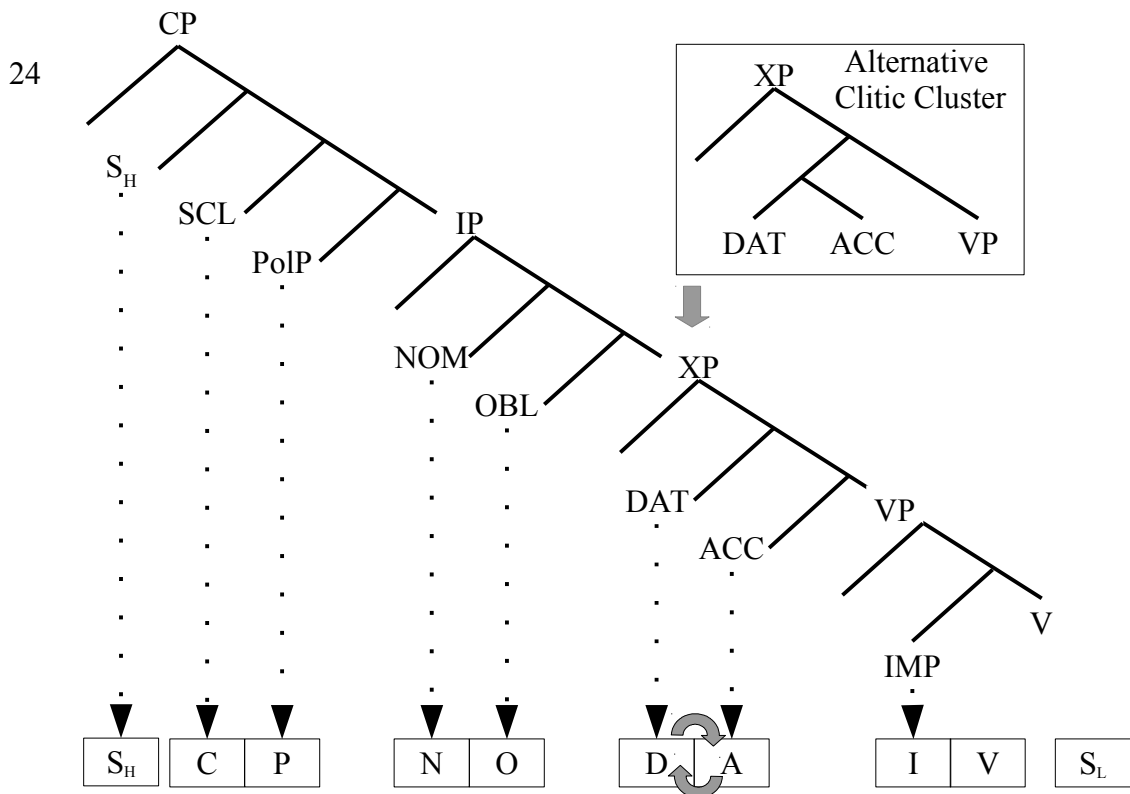 CP
24
Alternative
XP
Clitic Cluster
S_H
SCL
IP
DAT ACC VP
PolP
NOM
XP
OBL
DAT
VP
ACC
V
IMP
S_H C P N O D A I V S_L